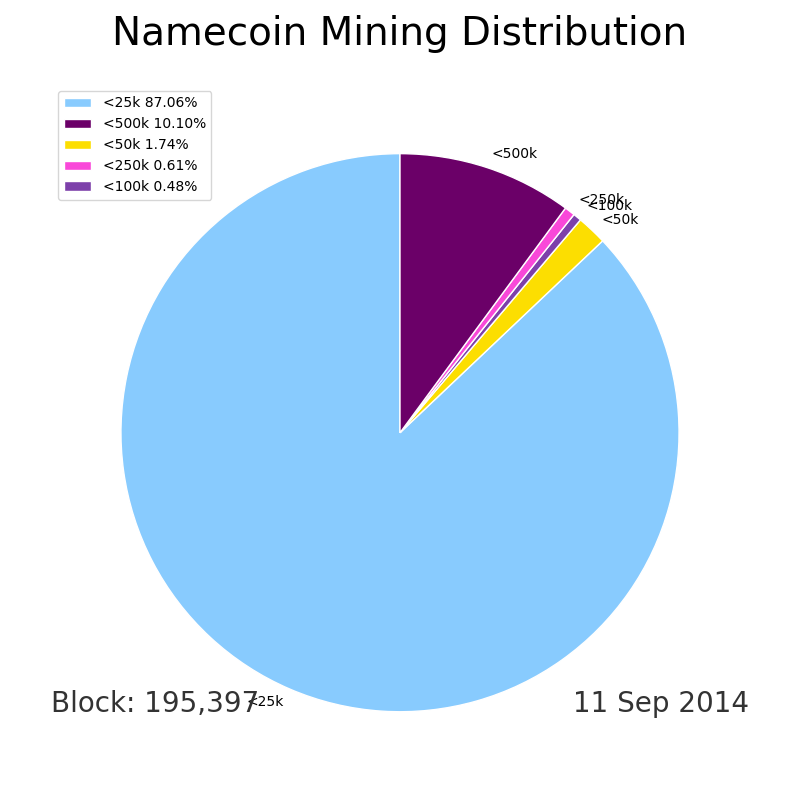 Namecoin Mining Distribution
<25k 87.06%
<500k 10.10%
<50k 1.74%
<250k 0.61%
<100k 0.48%
<500k
<250k
<100k
<50k
<25k
Block: 195,397
11 Sep 2014